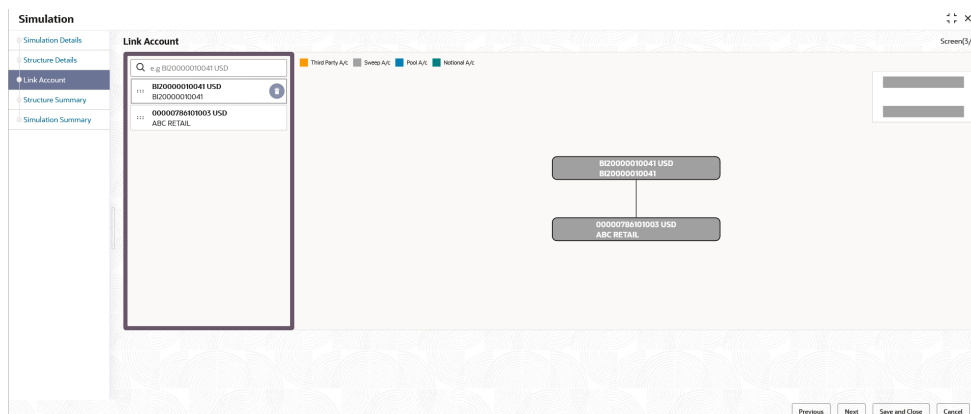 Simulation
Simulation Details
Structure Details
Link Account
Structure Summary
Simulation Summary
Link Account
Screen(3/
e.g BI20000010041 USD
BI20000010041 USD
BI20000010041
00000786101003 USD
ABC RETAIL
Third Party A/c
Sweep A/c
Pool A/c
Notional A/c
BI20000010041 USD
BI20000010041
00000786101003 USD
ABC RETAIL
Previous
Next
Save and Close
Cancel